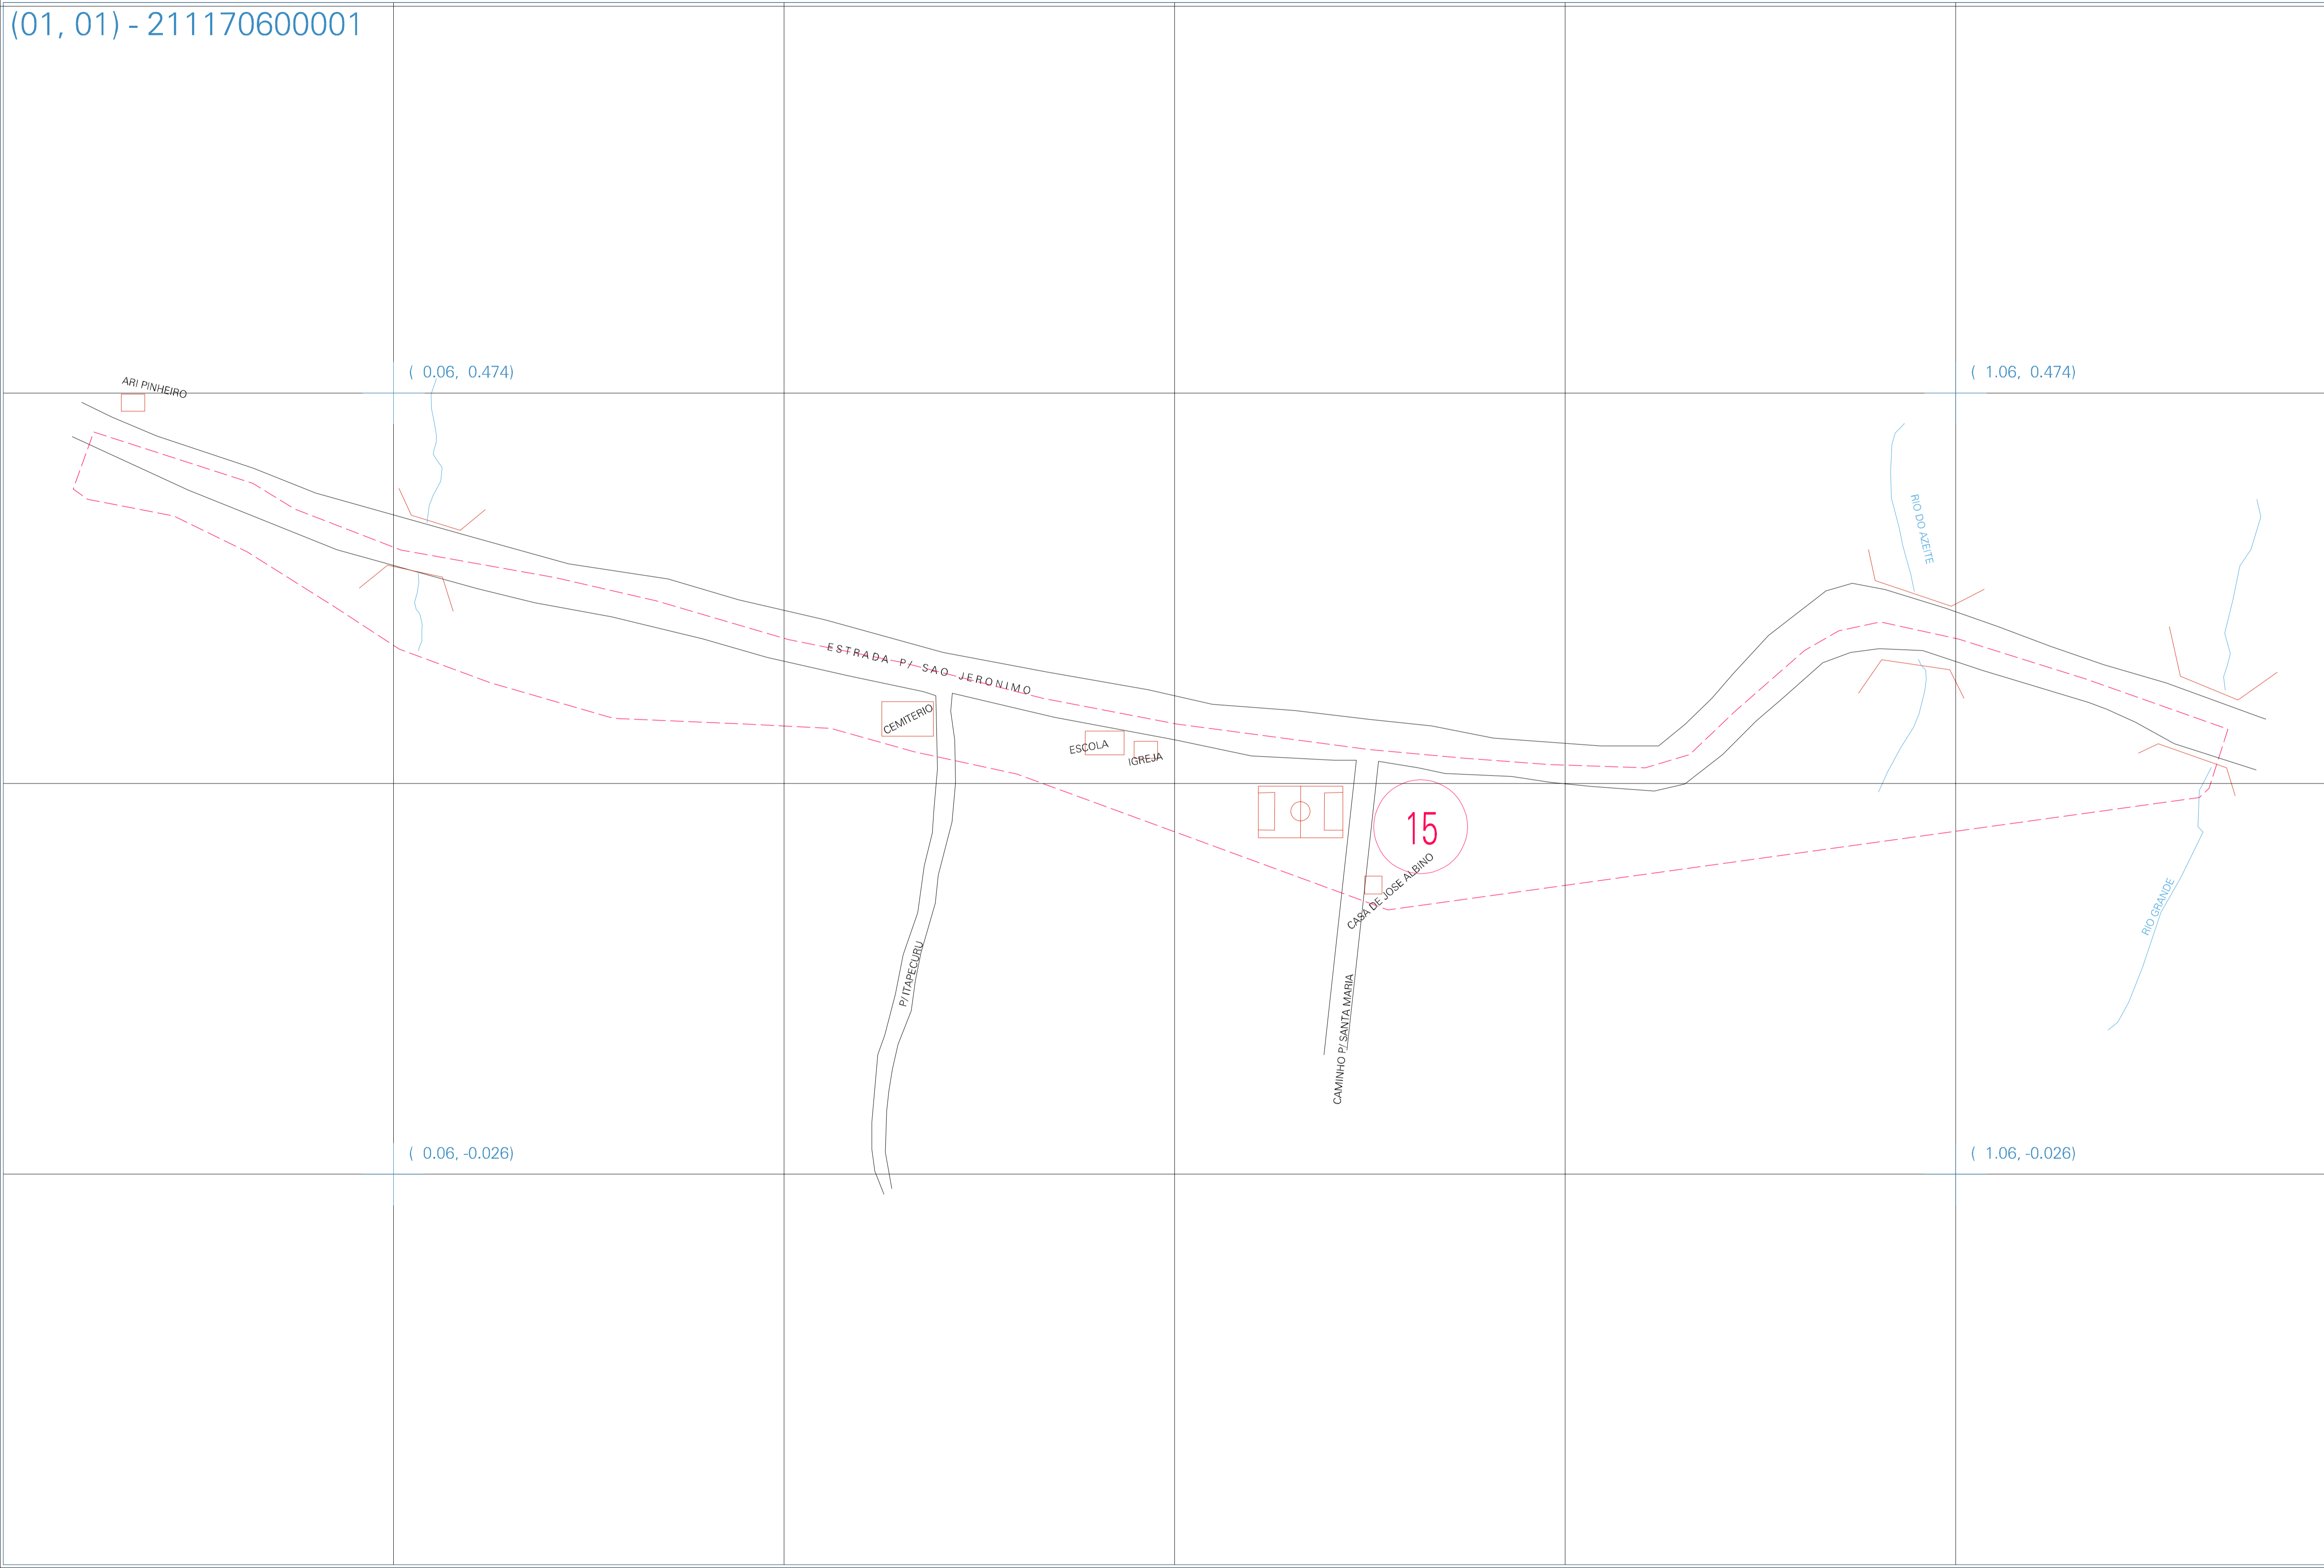 (01, 01) - 211170600001
( 0.06, 0.474)
( 1.06, 0.474)
ARI PINHEIRO
RIO DO AZEITE
ESTRADA P/ SAO JERONIMO
CEMITERIO
ESCOLA
IGREJA
15
CASA DE JOSE ALBINO
RIO GRANDE
P/ ITAPECURU
CAMINHO P/ SANTA MARIA
( 0.06, -0.026)
( 1.06, -0.026)